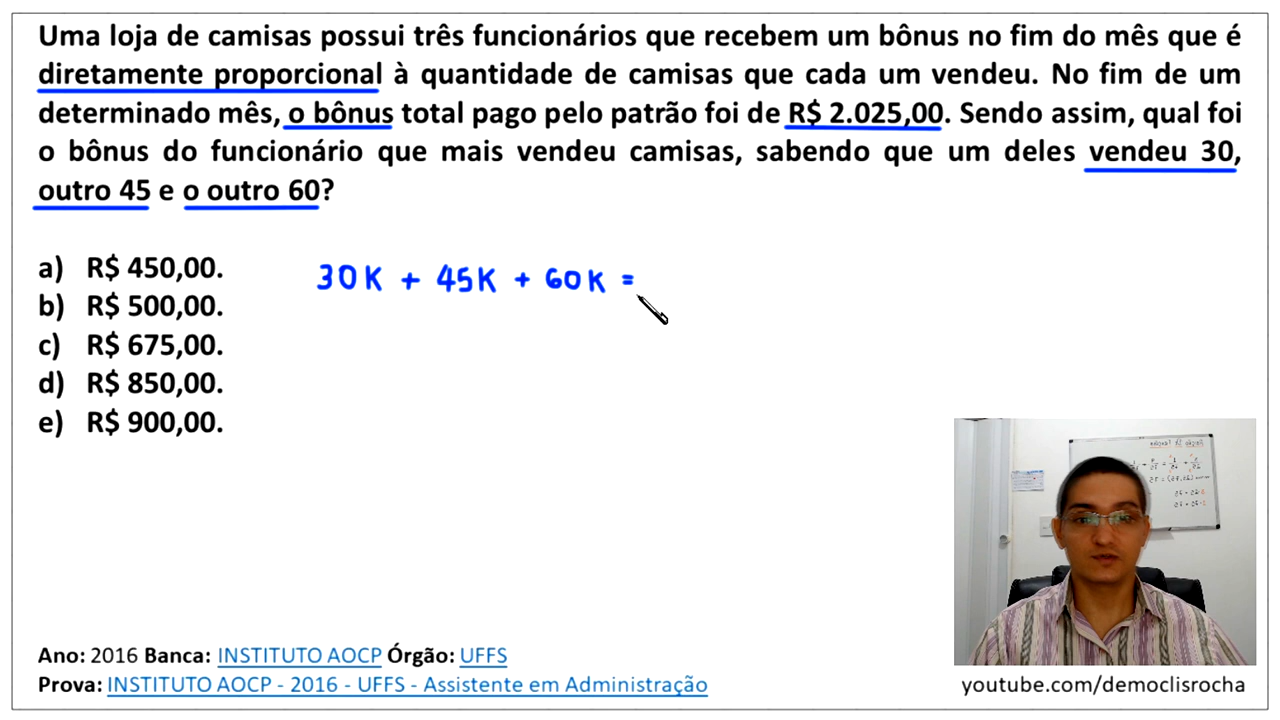 Uma loja de camisas possui três funcionários que recebem um bônus no fim do mês que é
diretamente proporcional à quantidade de camisas que cada um vendeu. No fim de um
determinado mês, o bônus total pago pelo patrão foi de R$ 2.025,00. Sendo assim, qual foi
o bônus do funcionário que mais vendeu camisas, sabendo que um deles vendeu 30,
outro 45 e o outro 60?
a) R$ 450,00.
30K + 45K + 60K =
b) R$ 500,00.
c) R$ 675,00.
d) R$ 850,00.
e) R$ 900,00.
Ano: 2016 Banca: INSTITUTO AOCP Órgão: UFFS
Prova: INSTITUTO AOCP - 2016 - UFFS - Assistente em Administração
youtube.com/democlisrocha